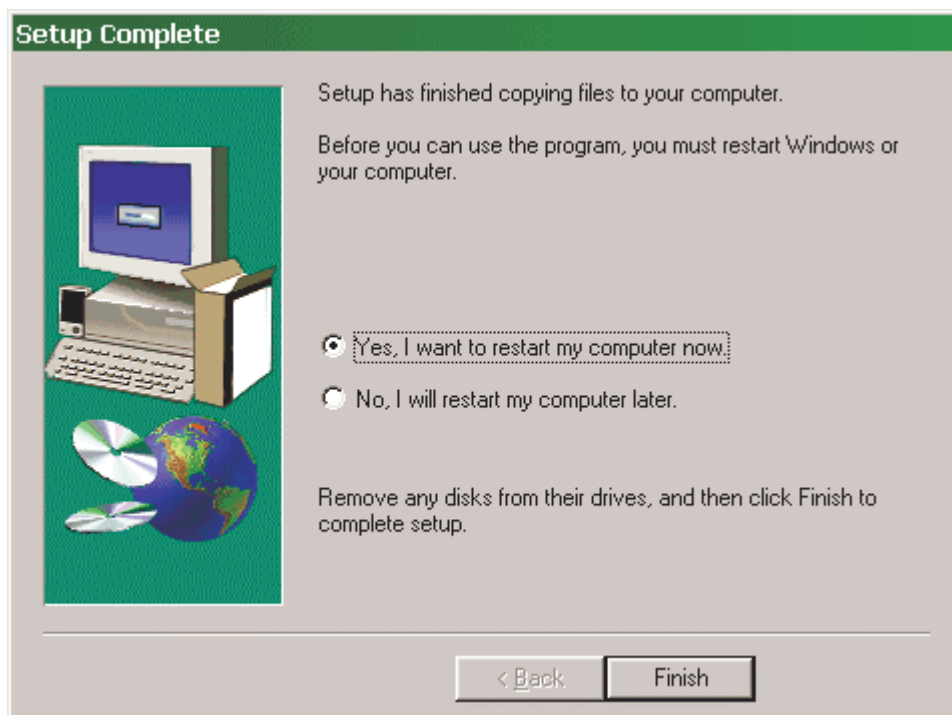 Setup Complete
Setup has finished copying files to your computer.
Before you can use the program, you must restart Windows or
your computer.
Yes, I want to restart my computer now.
No, I will restart my computer later.
Remove any disks from their drives, and then click Finish to
complete setup.
< Back
Finish